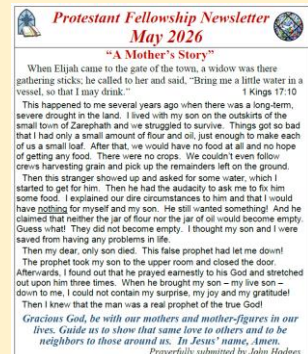 Protestant Fellowship Newsletter
May 2026
“A Mother’s Story”
When Elijah came to the gate of the town, a widow was there
gathering sticks; he called to her and said, “Bring me a little water in a
vessel, so that I may drink.” 1 Kings 17:10
This happened to me several years ago when there was a long-term,
severe drought in the land. I lived with my son on the outskirts of the
small town of Zarephath and we struggled to survive. Things got so bad
that I had only a small amount of flour and oil, just enough to make each
of us a small loaf. After that, we would have no food at all and no hope
of getting any food. There were no crops. We couldn’t even follow
crews harvesting grain and pick up the remainders left on the ground.
Then this stranger showed up and asked for some water, which I
started to get for him. Then he had the audacity to ask me to fix him
some food. I explained our dire circumstances to him and that I would
have nothing for myself and my son. He still wanted something! And he
claimed that neither the jar of flour nor the jar of oil would become empty.
Guess what! They did not become empty. I thought my son and I were
saved from having any problems in life.
Then my dear, only son died. This false prophet had let me down!
The prophet took my son to the upper room and closed the door.
Afterwards, I found out that he prayed earnestly to his God and stretched
out upon him three times. When he brought my son – my live son –
down to me, I could not contain my surprise, my joy and my gratitude!
Then I knew that the man was a real prophet of the true God!
Gracious God, be with our mothers and mother-figures in our
lives. Guide us to show that same love to others and to be
neighbors to those around us. In Jesus’ name, Amen.
Prayerfully submitted by John Hodges